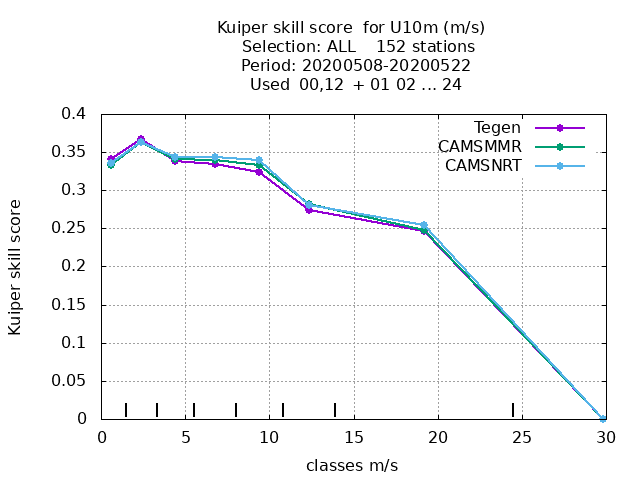 Kuiper skill score  for U10m (m/s)
Selection: ALL    152 stations
Period: 20200508-20200522
Used  00,12  + 01 02 ... 24
Tegen
CAMSMMR
CAMSNRT
0.4
0.35
0.3
0.25
0.2
0.15
0.1
0.05
0
Kuiper skill score
0 5 10 15 20 25 30
classes m/s